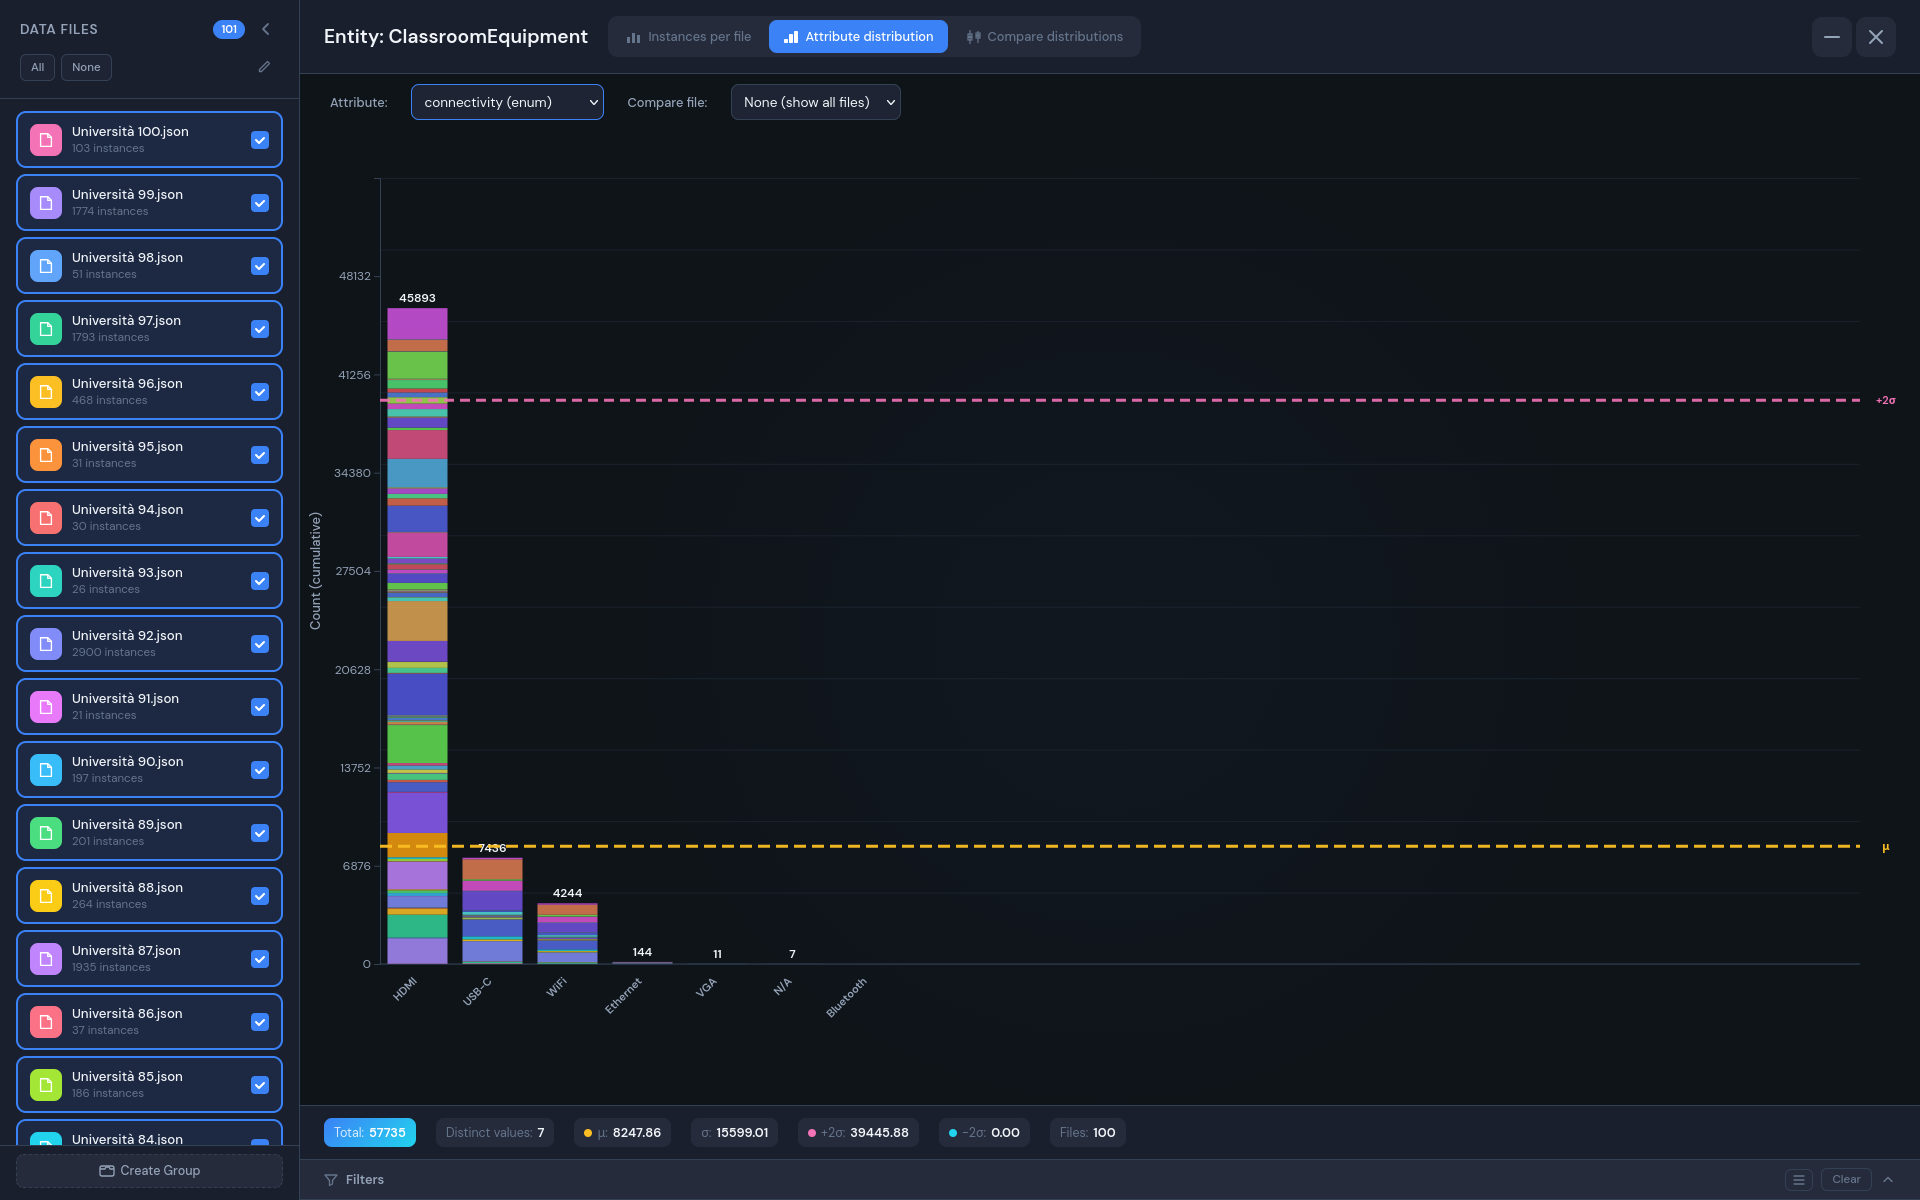 DATA FILES 101
All None
Università 100.json
103 instances
Università 99.json
1774 instances
Università 98.json
51 instances
Università 97.json
1793 instances
Università 96.json
468 instances
Università 95.json
31 instances
Università 94.json
30 instances
Università 93.json
26 instances
Università 92.json
2900 instances
Università 91.json
21 instances
Università 90.json
197 instances
Università 89.json
201 instances
Università 88.json
264 instances
Università 87.json
1935 instances
Università 86.json
37 instances
Università 85.json
186 instances
Università 84.json
Create Group
Entity: ClassroomEquipment
Instances per file
Attribute distribution
Compare distributions
Attribute: connectivity (enum)
Compare file: None (show all files)
Count (cumulative)
48132
41256
34380
27504
20628
13752
6876
0
45893
7436
4244
144
11
7
+2σ
μ
HDMI
USB-C
WiFi
Ethernet
VGA
N/A
Bluetooth
Total: 57735
Distinct values: 7
μ: 8247.86
σ: 15599.01
+2σ: 39445.88
-2σ: 0.00
Files: 100
Filters
Clear